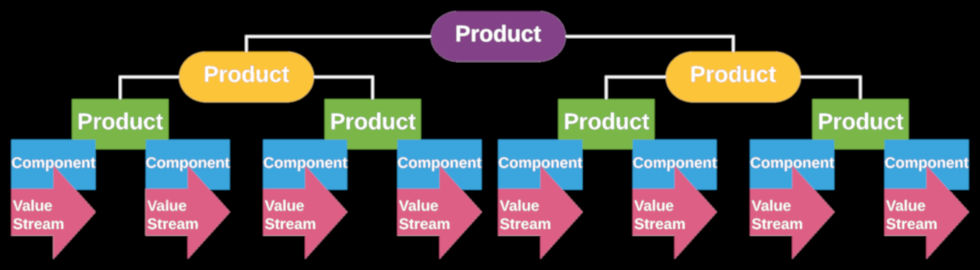 Product
Product
Product
Product
Product
Product
Product
Component
Component
Component
Component
Component
Component
Component
Component
Value
Stream
Value
Stream
Value
Stream
Value
Stream
Value
Stream
Value
Stream
Value
Stream
Value
Stream